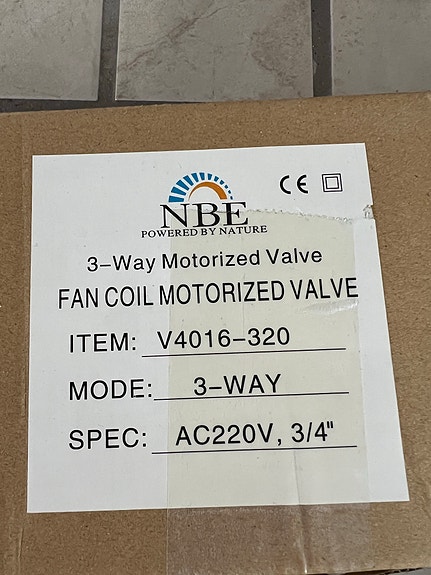 NBE
POWERED BY NATURE
CE
3-Way Motorized Valve
FAN COIL MOTORIZED VALVE
ITEM: V4016-320
MODE: 3-WAY
SPEC: AC220V, 3/4"